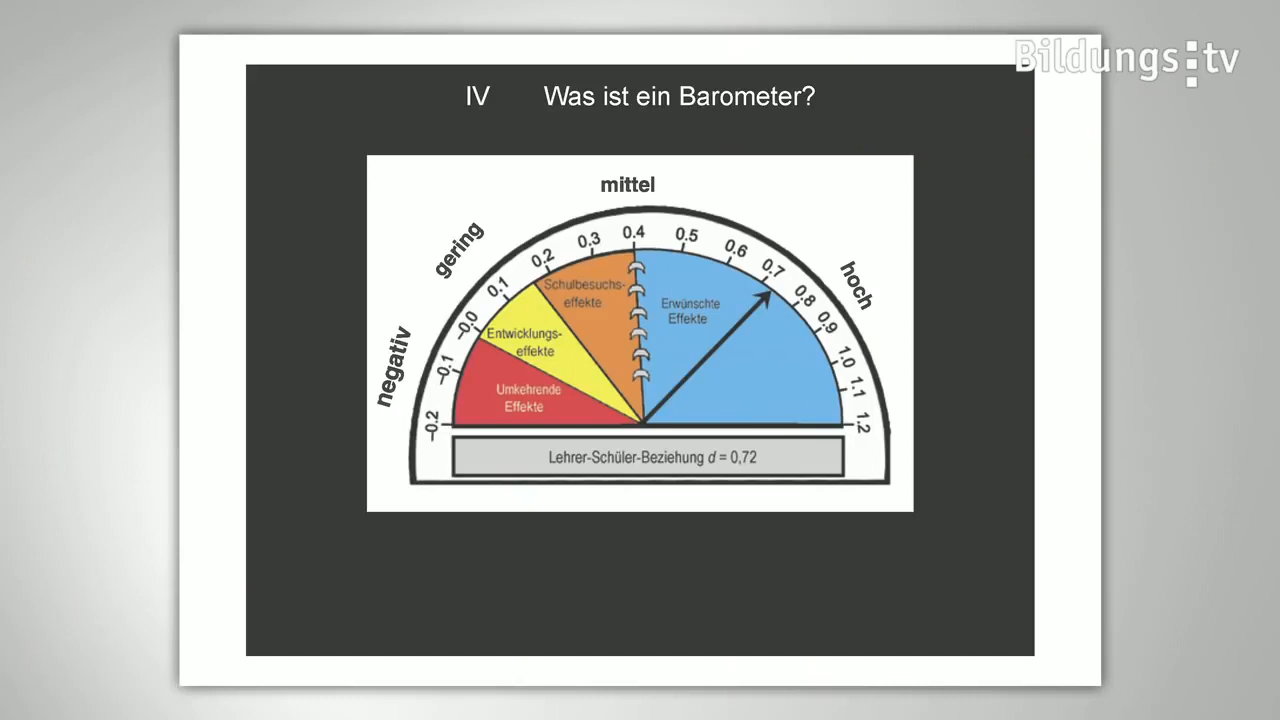 Bildungs:tv
IV Was ist ein Barometer?
mittel
gering
hoch
negativ
-0.2
-0.1
-0.0
0.1
0.2
0.3
0.4
0.5
0.6
0.7
0.8
0.9
1.0
1.1
1.2
Schulbesuchs-
effekte
Erwünschte
Effekte
Entwicklungs-
effekte
Umkehrende
Effekte
Lehrer-Schüler-Beziehung d = 0,72